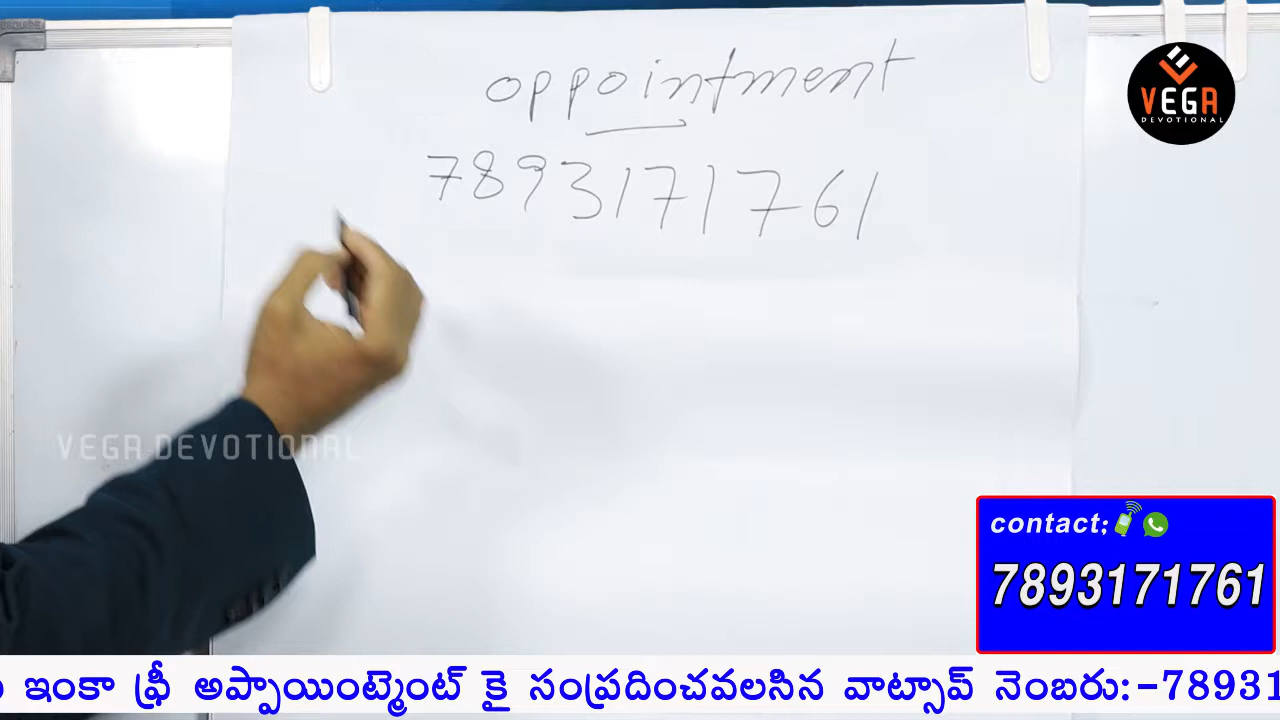 oppointment
7893171761
VEGA
DEVOTIONAL
VEGA DEVOTIONAL
contact;
7893171761
ఇంకా ఫ్రీ అప్పాయింట్మెంట్ కై సంప్రదించవలసిన వాట్సాప్ నెంబరు:-78931